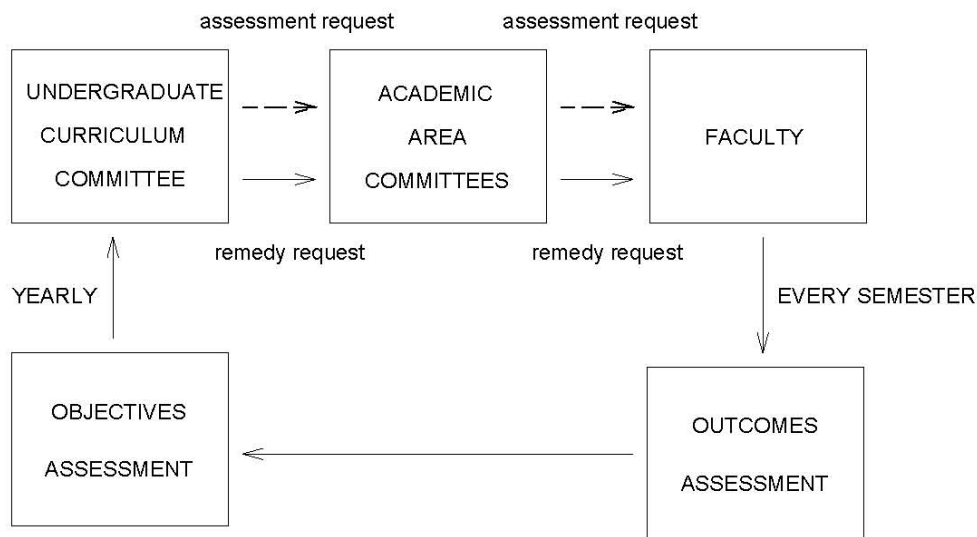 assessment request
assessment request
UNDERGRADUATE
CURRICULUM
COMMITTEE
ACADEMIC
AREA
COMMITTEES
FACULTY
remedy request
remedy request
YEARLY
EVERY SEMESTER
OBJECTIVES
ASSESSMENT
OUTCOMES
ASSESSMENT